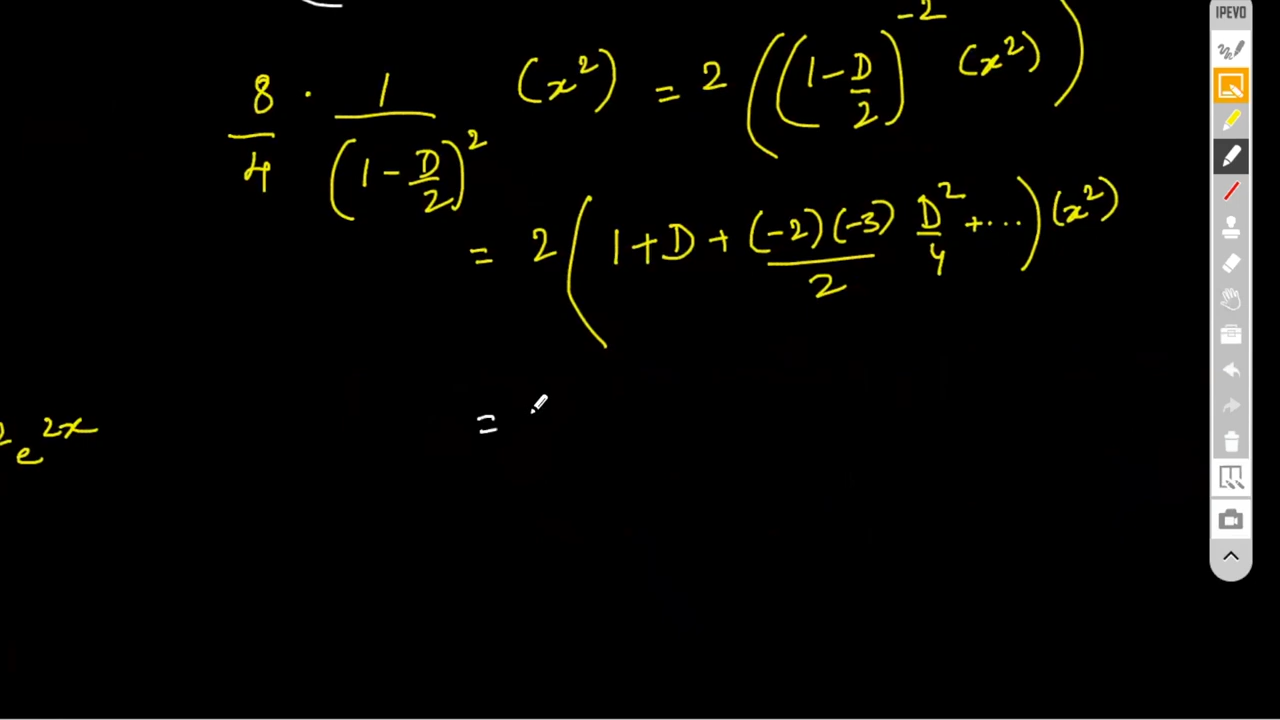 IPEVO
8/4 · 1/(1 - D/2)^2 (x^2) = 2((1 - D/2)^-2 (x^2))
= 2(1 + D + (-2)(-3)/2 D^2/4 + ...)(x^2)
=
2 e^2x